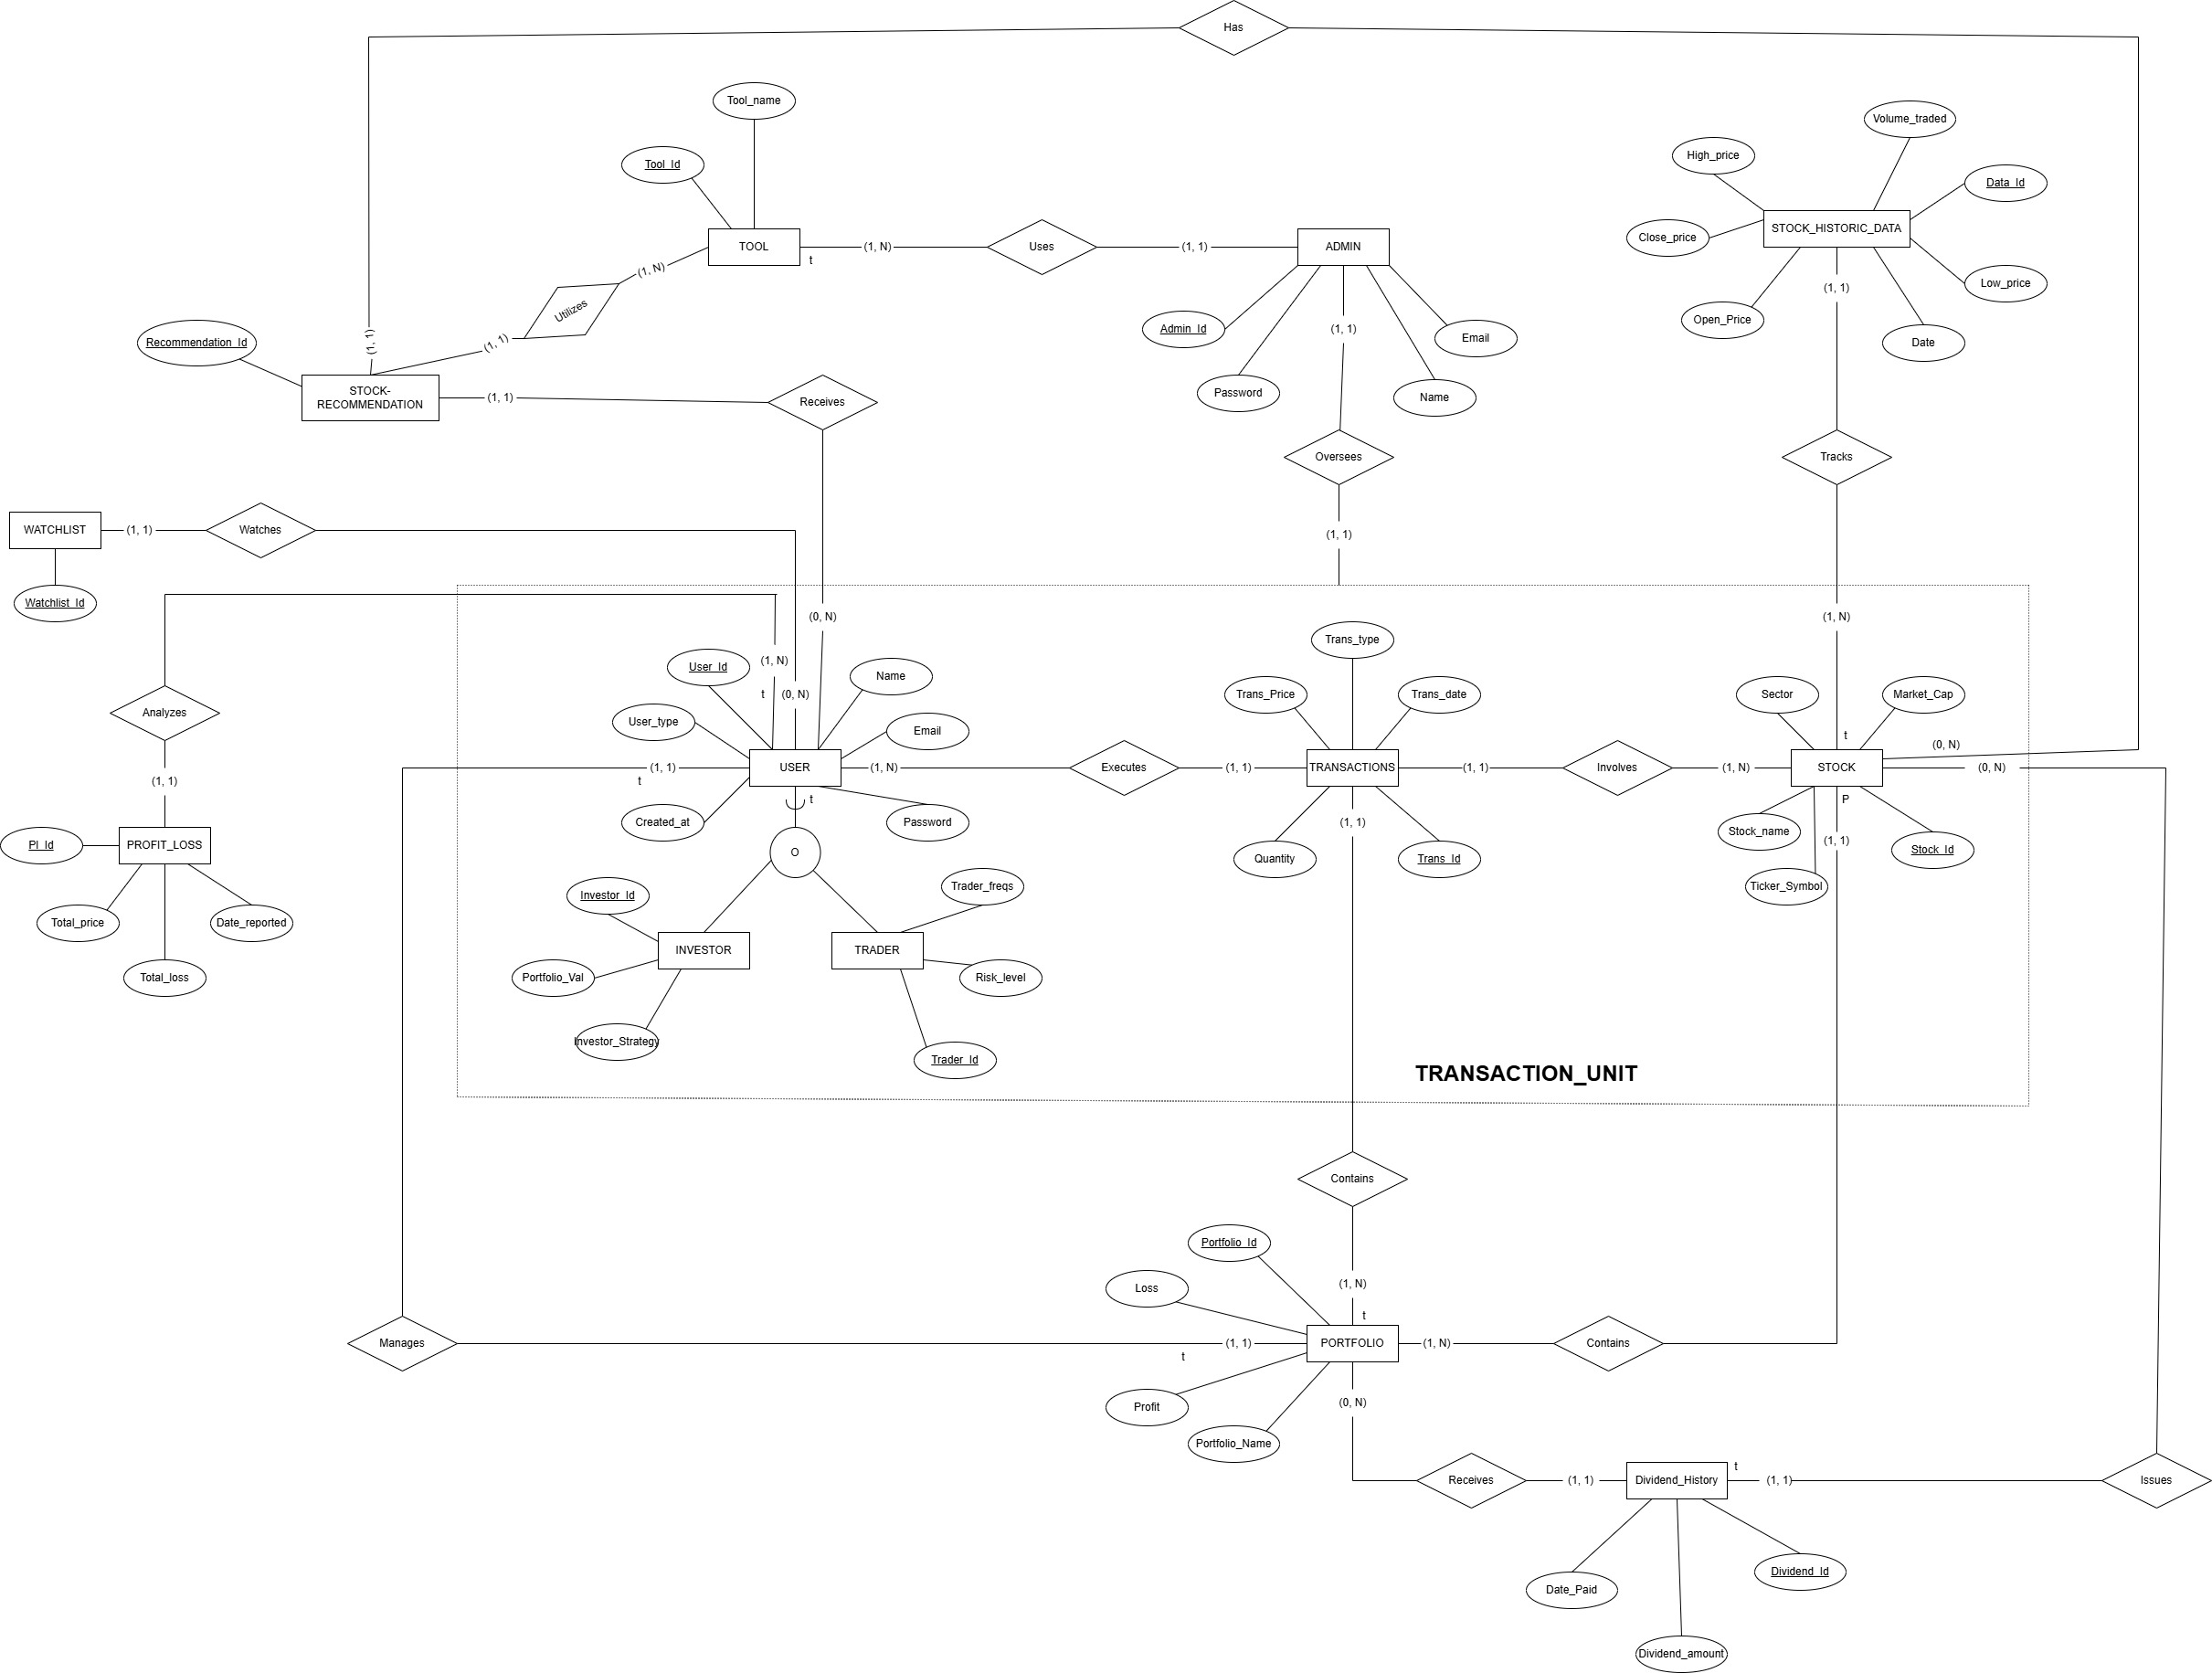 Has
Tool_name
Volume_traded
High_price
Tool_Id
Data_Id
STOCK_HISTORIC_DATA
Close_price
TOOL
(1, N)
Uses
(1, 1)
ADMIN
t
(1, N)
Low_price
(1, 1)
Utilizes
Open_Price
Admin_Id
(1, 1)
Email
Date
Recommendation_Id
(1, 1)
(1, 1)
STOCK-
RECOMMENDATION
(1, 1)
Receives
Password
Name
Oversees
Tracks
WATCHLIST
(1, 1)
Watches
(1, 1)
Watchlist_Id
(0, N)
(1, N)
Trans_type
(1, N)
User_Id
Name
t
(0, N)
Trans_Price
Trans_date
Sector
Market_Cap
Analyzes
User_type
Email
t
(0, N)
(1, 1)
USER
(1, N)
Executes
(1, 1)
TRANSACTIONS
(1, 1)
Involves
(1, N)
STOCK
(0, N)
t
(1, 1)
t
P
Created_at
Password
(1, 1)
Stock_name
(1, 1)
Pl_Id
PROFIT_LOSS
O
Quantity
Trans_Id
Stock_Id
Investor_Id
Trader_freqs
Ticker_Symbol
Total_price
Date_reported
INVESTOR
TRADER
Total_loss
Portfolio_Val
Risk_level
Investor_Strategy
Trader_Id
TRANSACTION_UNIT
Contains
Portfolio_Id
Loss
(1, N)
t
Manages
(1, 1)
PORTFOLIO
(1, N)
Contains
t
Profit
(0, N)
Portfolio_Name
t
Receives
(1, 1)
Dividend_History
(1, 1)
Issues
Dividend_Id
Date_Paid
Dividend_amount